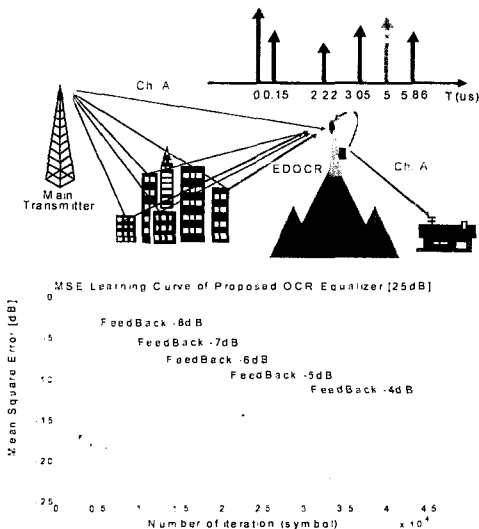 Ch. A
0 0.15 2 22 3 05 5 5 86 T(us)
EDOCR
Ch. A
Main
Transmitter
MSE Learning Curve of Proposed OCR Equalizer [25dB]
Mean Square Error [dB]
0
-5
-10
-15
-20
-25
FeedBack -8dB
FeedBack -7dB
FeedBack -6dB
FeedBack -5dB
FeedBack -4dB
0 0 5 1 1 5 2 2 5 3 3 5 4 4 5
Number of iteration (symbol)
x 10⁴